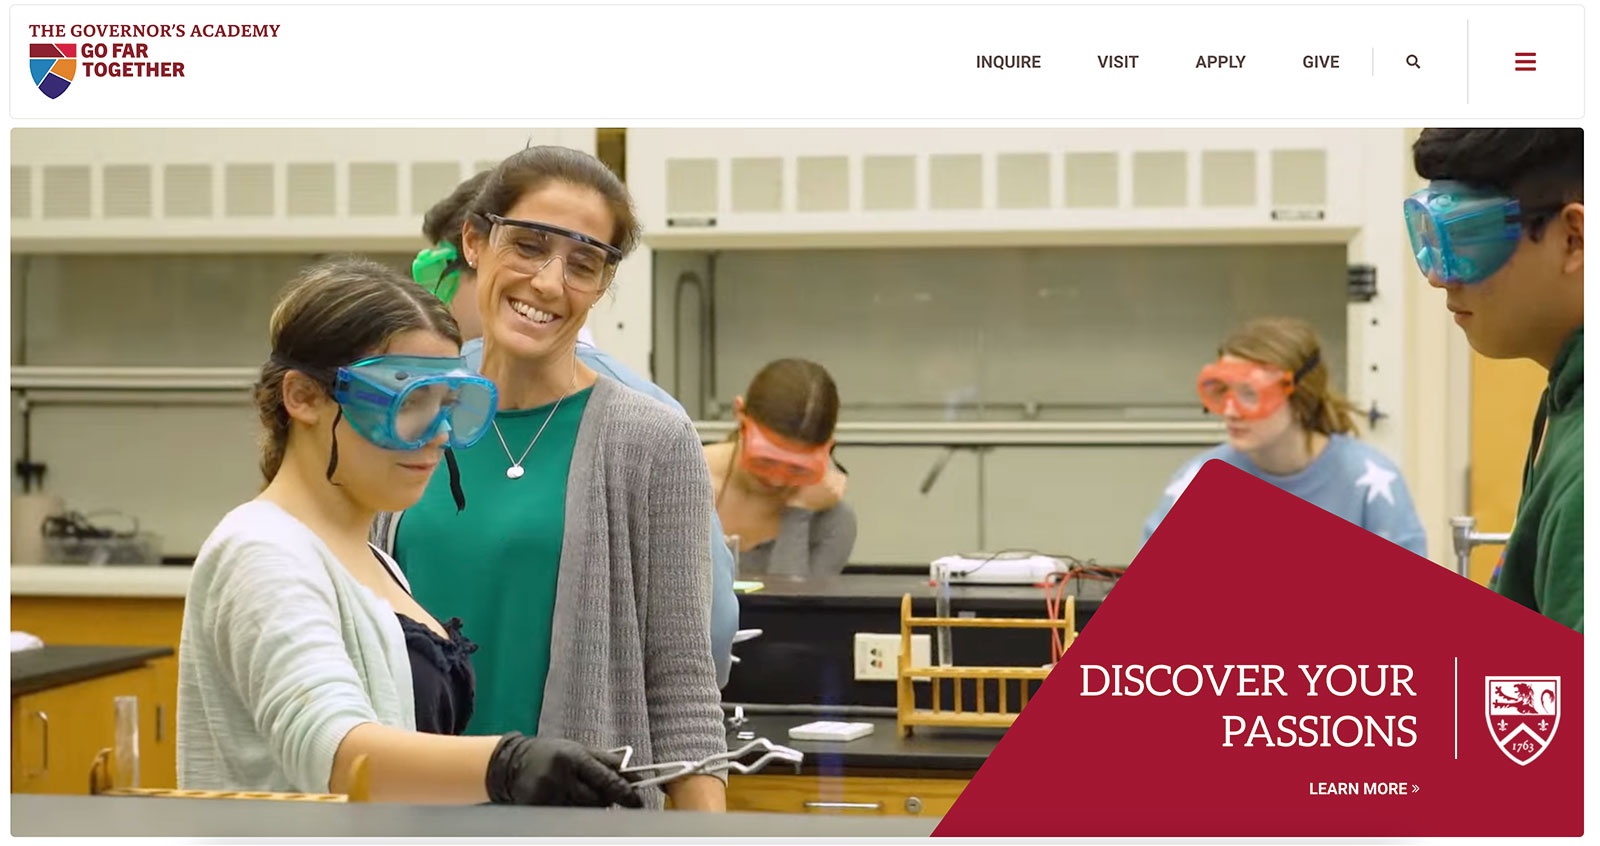 THE GOVERNOR'S ACADEMY
GO FAR
TOGETHER
INQUIRE
VISIT
APPLY
GIVE
DISCOVER YOUR
PASSIONS
1763
LEARN MORE »